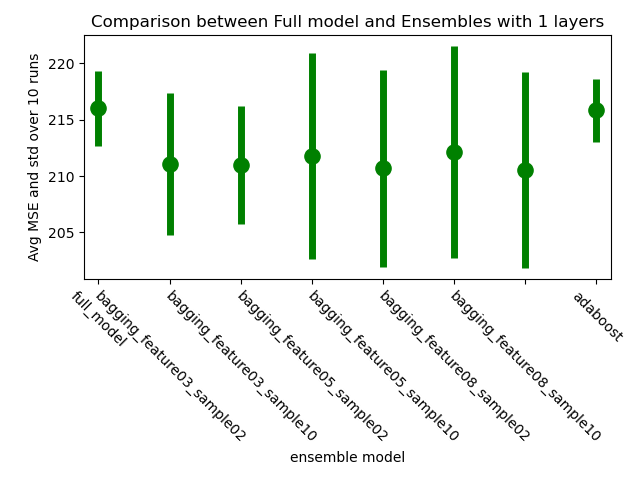 Comparison between Full model and Ensembles with 1 layers
Avg MSE and std over 10 runs
220
215
210
205
full_model
bagging_feature03_sample02
bagging_feature03_sample10
bagging_feature05_sample02
bagging_feature05_sample10
bagging_feature08_sample02
bagging_feature08_sample10
adaboost
ensemble model